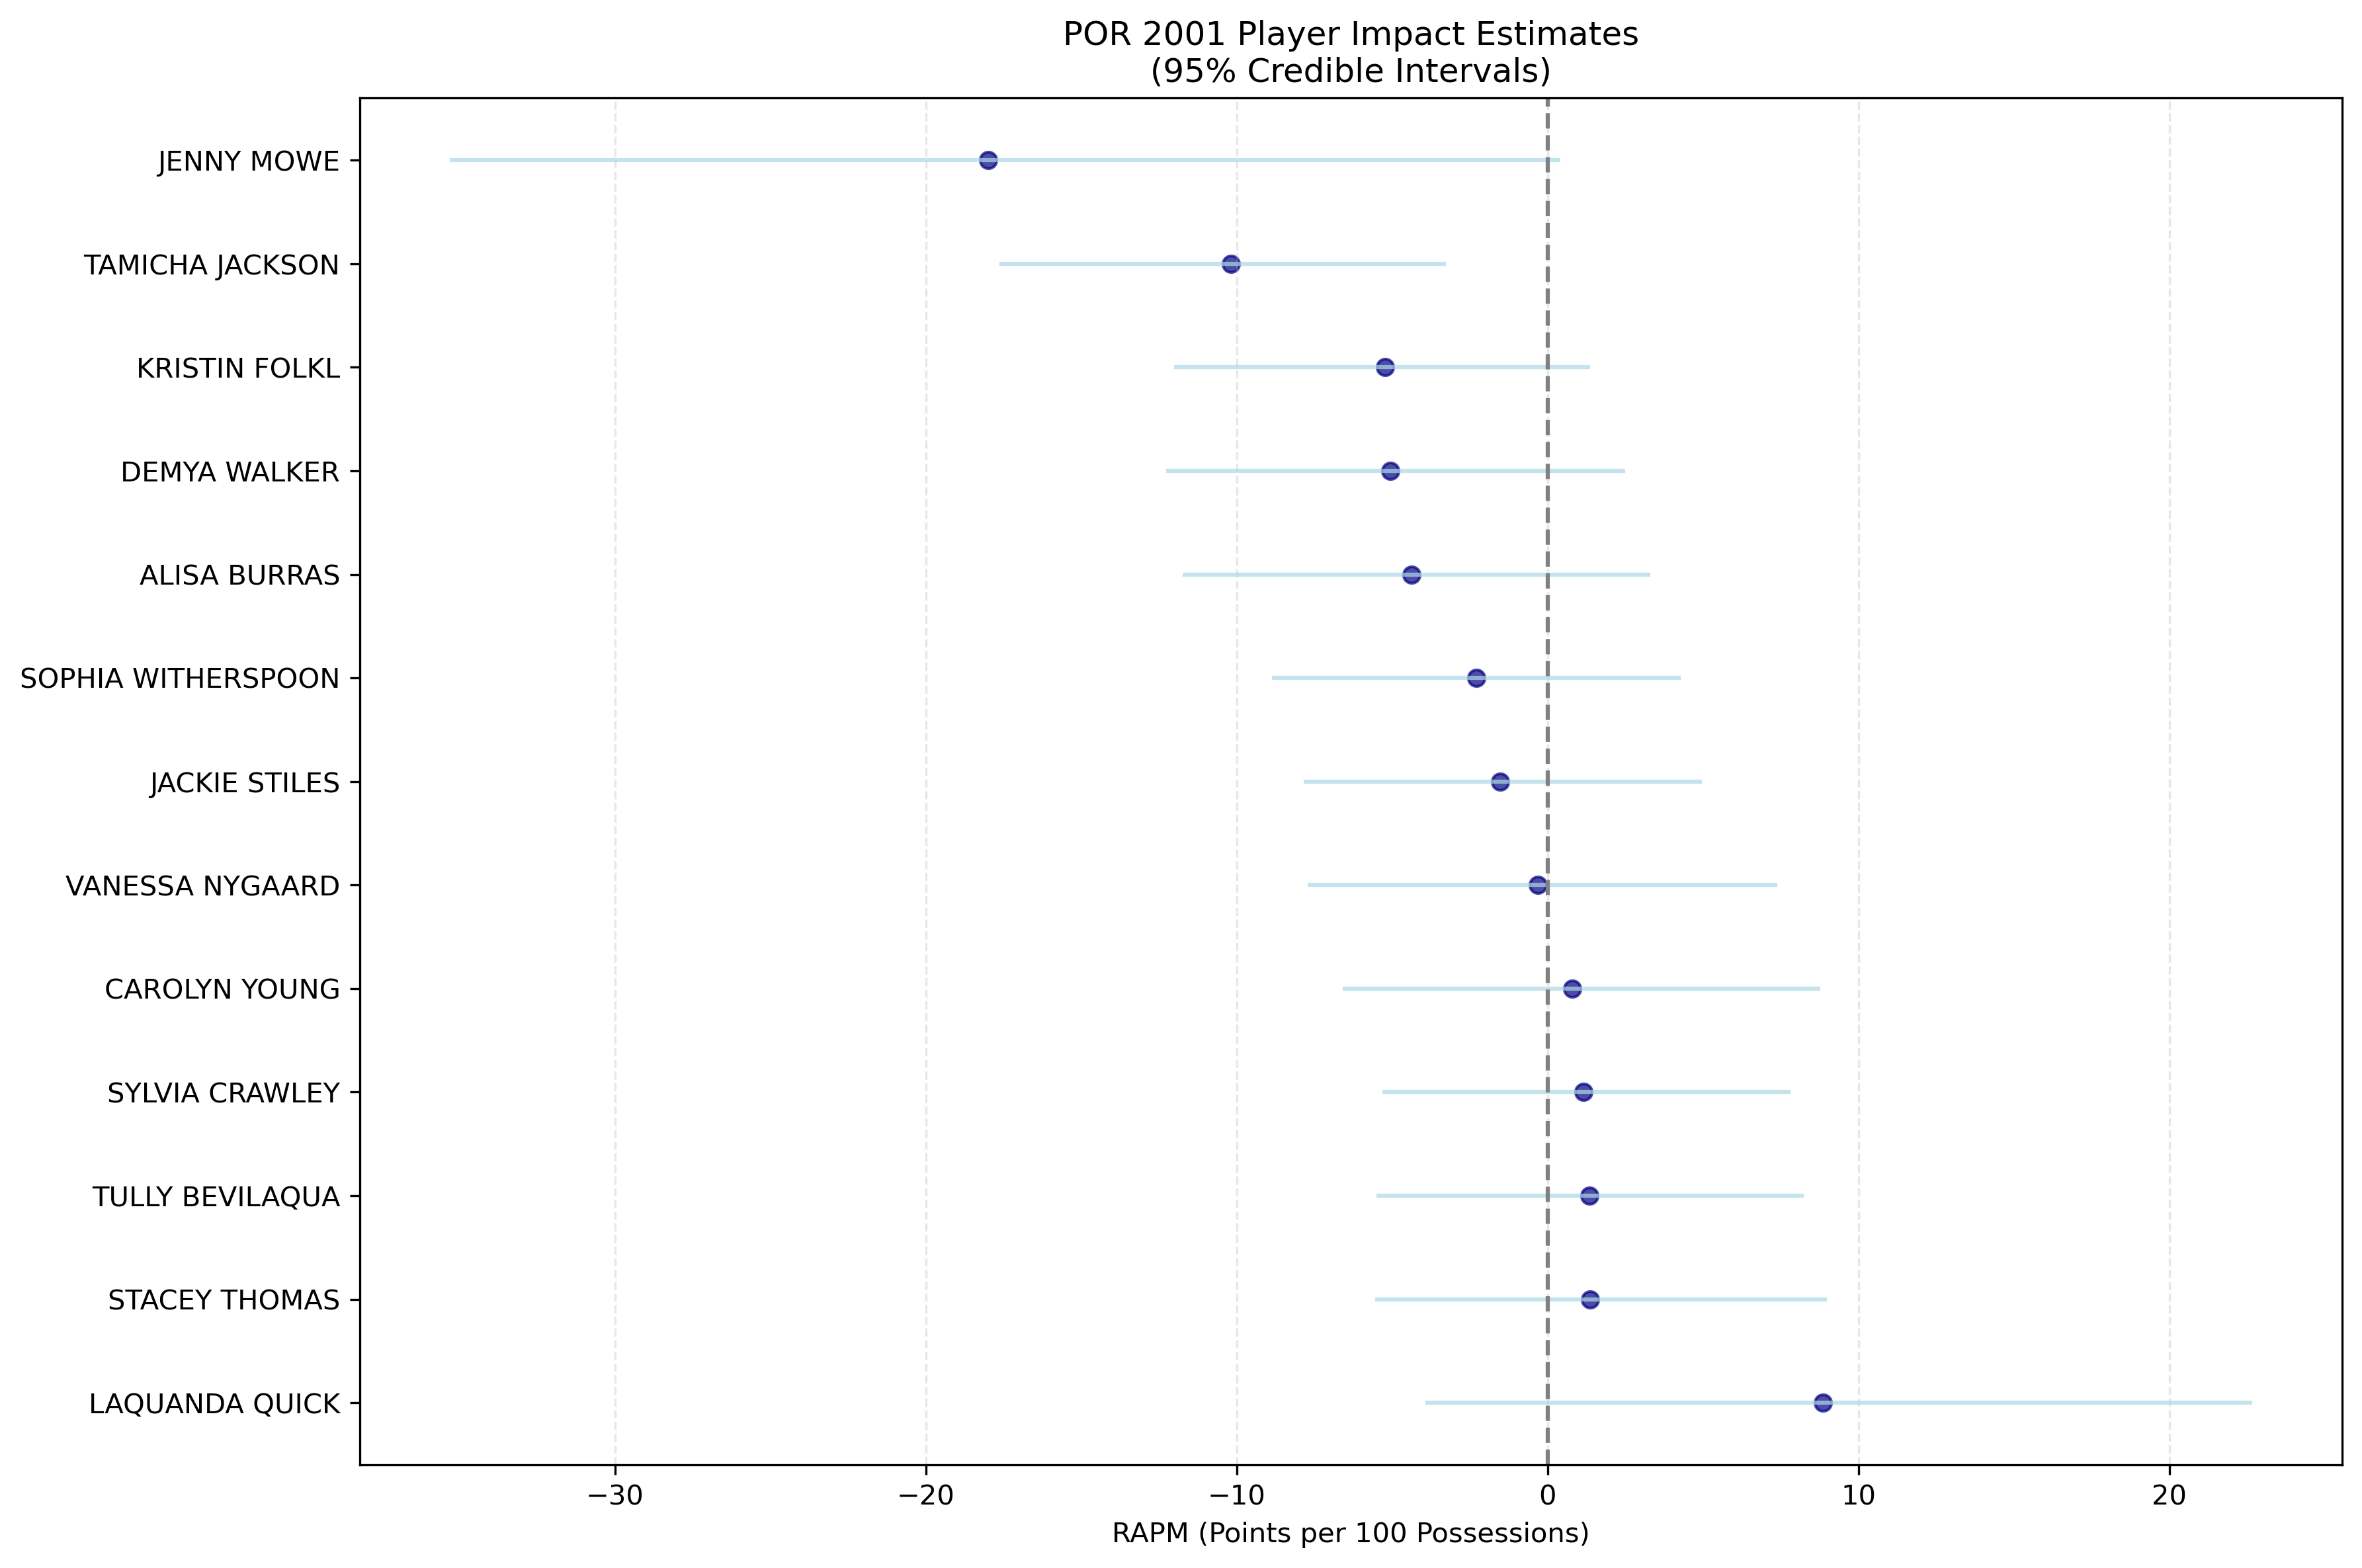 POR 2001 Player Impact Estimates
(95% Credible Intervals)
JENNY MOWE
TAMICHA JACKSON
KRISTIN FOLKL
DEMYA WALKER
ALISA BURRAS
SOPHIA WITHERSPOON
JACKIE STILES
VANESSA NYGAARD
CAROLYN YOUNG
SYLVIA CRAWLEY
TULLY BEVILAQUA
STACEY THOMAS
LAQUANDA QUICK
−30 −20 −10 0 10 20
RAPM (Points per 100 Possessions)